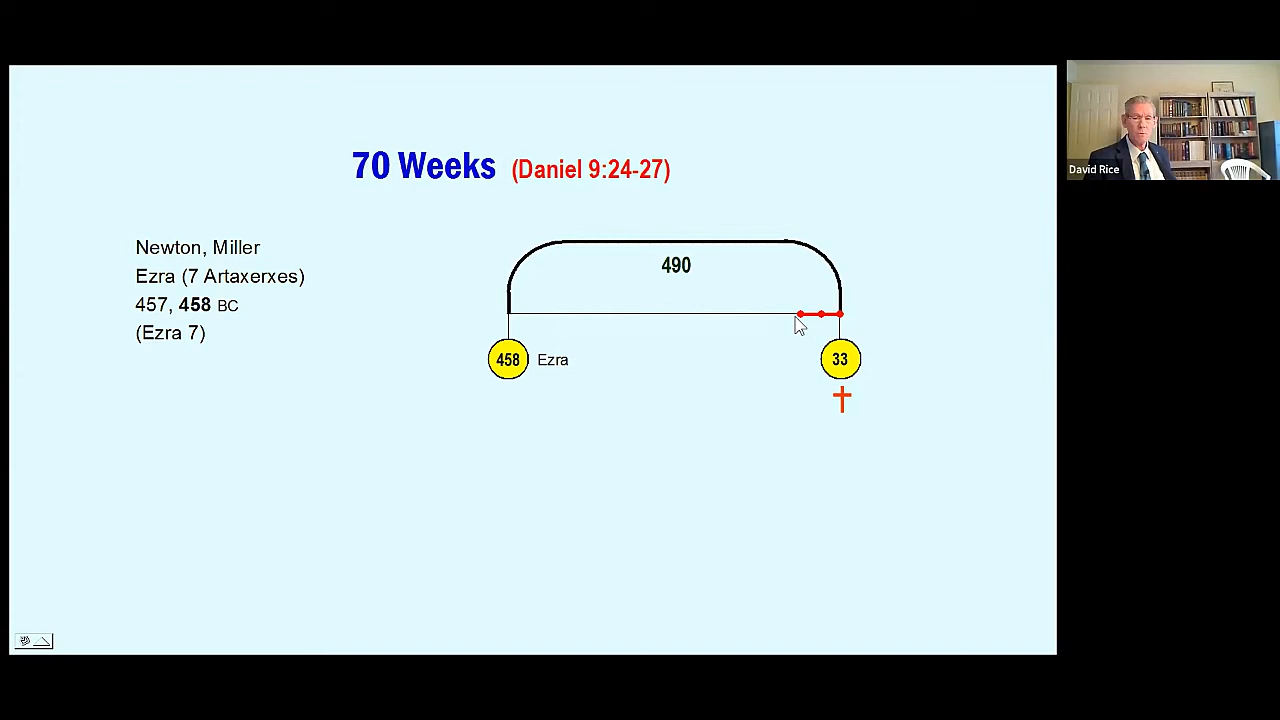 70 Weeks (Daniel 9:24-27)
Newton, Miller
Ezra (7 Artaxerxes)
457, 458 BC
(Ezra 7)
490
458 Ezra
33
David Rice